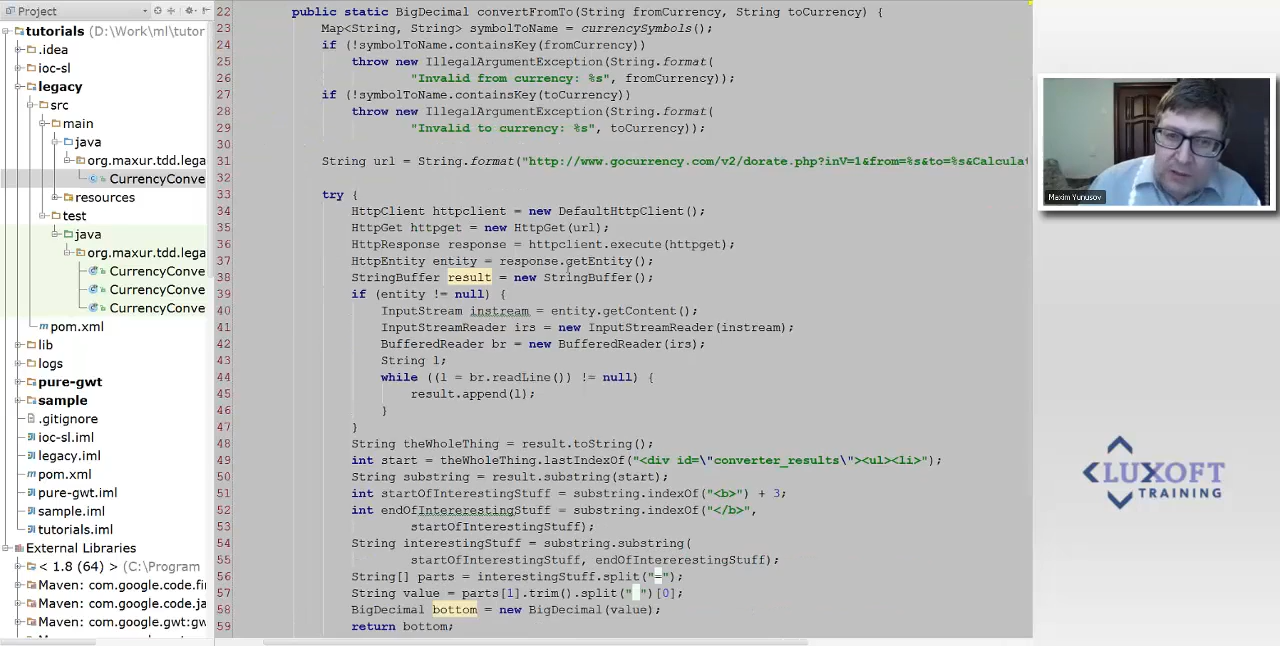 Project
tutorials (D:\Work\ml\tutor
.idea
ioc-sl
legacy
src
main
java
org.maxur.tdd.lega
CurrencyConve
resources
test
java
org.maxur.tdd.lega
CurrencyConve
CurrencyConve
CurrencyConve
pom.xml
lib
logs
pure-gwt
sample
.gitignore
ioc-sl.iml
legacy.iml
pom.xml
pure-gwt.iml
sample.iml
tutorials.iml
External Libraries
< 1.8 (64) > (C:\Program
Maven: com.google.code.fir
Maven: com.google.code.ja
Maven: com.google.gwt:gw
22 public static BigDecimal convertFromTo(String fromCurrency, String toCurrency) {
23 Map<String, String> symbolToName = currencySymbols();
24 if (!symbolToName.containsKey(fromCurrency))
25 throw new IllegalArgumentException(String.format(
26 "Invalid from currency: %s", fromCurrency));
27 if (!symbolToName.containsKey(toCurrency))
28 throw new IllegalArgumentException(String.format(
29 "Invalid to currency: %s", toCurrency));
30
31 String url = String.format("http://www.gocurrency.com/v2/dorate.php?inV=1&from=%s&to=%s&Calculat
32
33 try {
34 HttpClient httpclient = new DefaultHttpClient();
35 HttpGet httpget = new HttpGet(url);
36 HttpResponse response = httpclient.execute(httpget);
37 HttpEntity entity = response.getEntity();
38 StringBuffer result = new StringBuffer();
39 if (entity != null) {
40 InputStream instream = entity.getContent();
41 InputStreamReader irs = new InputStreamReader(instream);
42 BufferedReader br = new BufferedReader(irs);
43 String l;
44 while ((l = br.readLine()) != null) {
45 result.append(l);
46 }
47 }
48 String theWholeThing = result.toString();
49 int start = theWholeThing.lastIndexOf("<div id=\"converter_results\"><ul><li>");
50 String substring = result.substring(start);
51 int startOfInterestingStuff = substring.indexOf("<b>") + 3;
52 int endOfIntererestingStuff = substring.indexOf("</b>",
53 startOfInterestingStuff);
54 String interestingStuff = substring.substring(
55 startOfInterestingStuff, endOfIntererestingStuff);
56 String[] parts = interestingStuff.split("=");
57 String value = parts[1].trim().split(" ")[0];
58 BigDecimal bottom = new BigDecimal(value);
59 return bottom;
Maxim Yunusov
LUXOFT
TRAINING